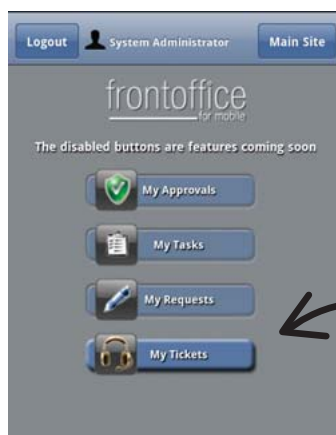 Logout System Administrator Main Site
frontoffice
for mobile
The disabled buttons are features coming soon
My Approvals
My Tasks
My Requests
My Tickets